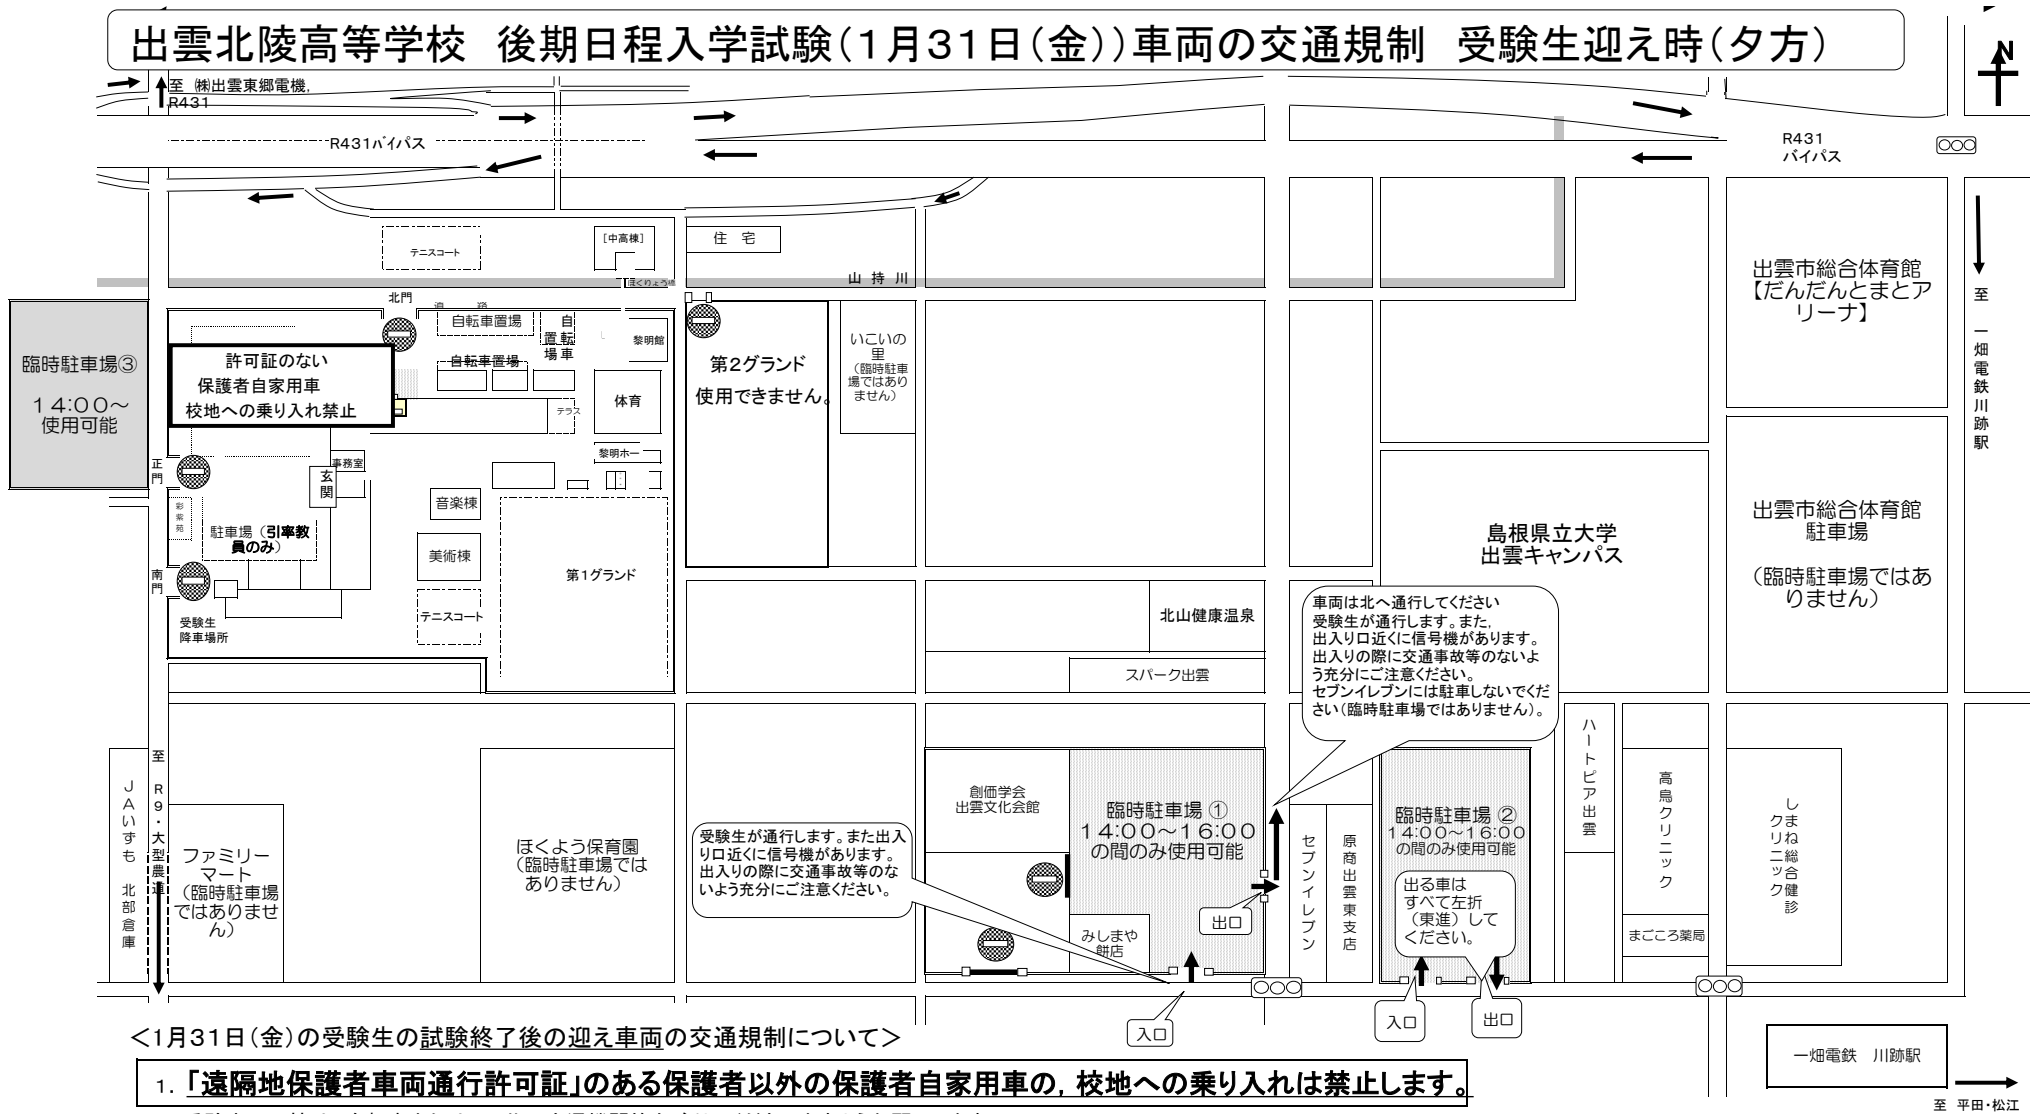 出雲北陵高等学校　後期日程入学試験(1月31日(金))車両の交通規制　受験生迎え時(夕方)
N
至 ㈱出雲東郷電機,
R431
R431バイパス
R431
バイパス
テニスコート
[中高棟]
住　宅
山 持 川
北門
自転車置場
自転車
置場
自転車置場
黎明館
臨時駐車場③
14:00～
使用可能
許可証のない
保護者自家用車
校地への乗り入れ禁止
テラス
体育
第2グランド
使用できません。
いこいの
里
(臨時駐車
場ではあり
ません)
出雲市総合体育館
【だんだんとまとア
リーナ】
至　一畑電鉄川跡駅
正門
事務室
玄関
黎明ホー
彩紫苑
駐車場(引率教
員のみ)
音楽棟
美術棟
テニスコート
第1グランド
南門
受験生
降車場所
島根県立大学
出雲キャンパス
出雲市総合体育館
駐車場
(臨時駐車場ではあ
りません)
北山健康温泉
スパーク出雲
車両は北へ通行してください
受験生が通行します。また,
出入り口近くに信号機があります。
出入りの際に交通事故等のないよ
う充分にご注意ください。
セブンイレブンには駐車しないでくだ
さい(臨時駐車場ではありません)。
JAいずも　北部倉庫
至　R9・大型農道
ファミリー
マート
(臨時駐車場
ではありませ
ん)
ほくよう保育園
(臨時駐車場では
ありません)
受験生が通行します。また出入
り口近くに信号機があります。
出入りの際に交通事故等のな
いよう充分にご注意ください。
創価学会
出雲文化会館
臨時駐車場 ①
14:00～16:00
の間のみ使用可能
みしまや
餅店
出口
入口
セブンイレブン
原商出雲東支店
臨時駐車場 ②
14:00～16:00
の間のみ使用可能
出る車は
すべて左折
(東進)して
ください。
入口
出口
ハートピア出雲
高鳥クリニック
まごころ薬局
しまね総合健診
クリニック
一畑電鉄　川跡駅
至　平田・松江
＜1月31日(金)の受験生の試験終了後の迎え車両の交通規制について＞
1. 「遠隔地保護者車両通行許可証」のある保護者以外の保護者自家用車の, 校地への乗り入れは禁止します。